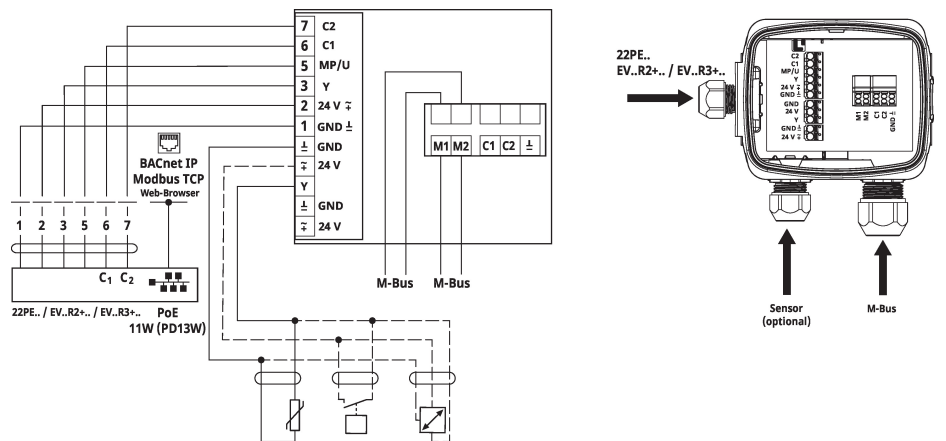 7 C2
6 C1
5 MP/U
3 Y
2 24 V ⩱
1 GND ⏊
⏊ GND
⩱ 24 V
Y
⏊ GND
⩱ 24 V
M1 M2 C1 C2 ⏊
M-Bus M-Bus
BACnet IP
Modbus TCP
Web-Browser
1 2 3 5 6 7
C1 C2
22PE.. / EV..R2+.. / EV..R3+..
PoE
11W (PD13W)
22PE..
EV..R2+.. / EV..R3+..
C2
C1
MP/U
Y
24 V ⩱
GND ⏊
GND
24 V
Y
GND ⏊
24 V ⩱
M1
M2
C1
C2
GND ⏊
Sensor
(optional)
M-Bus